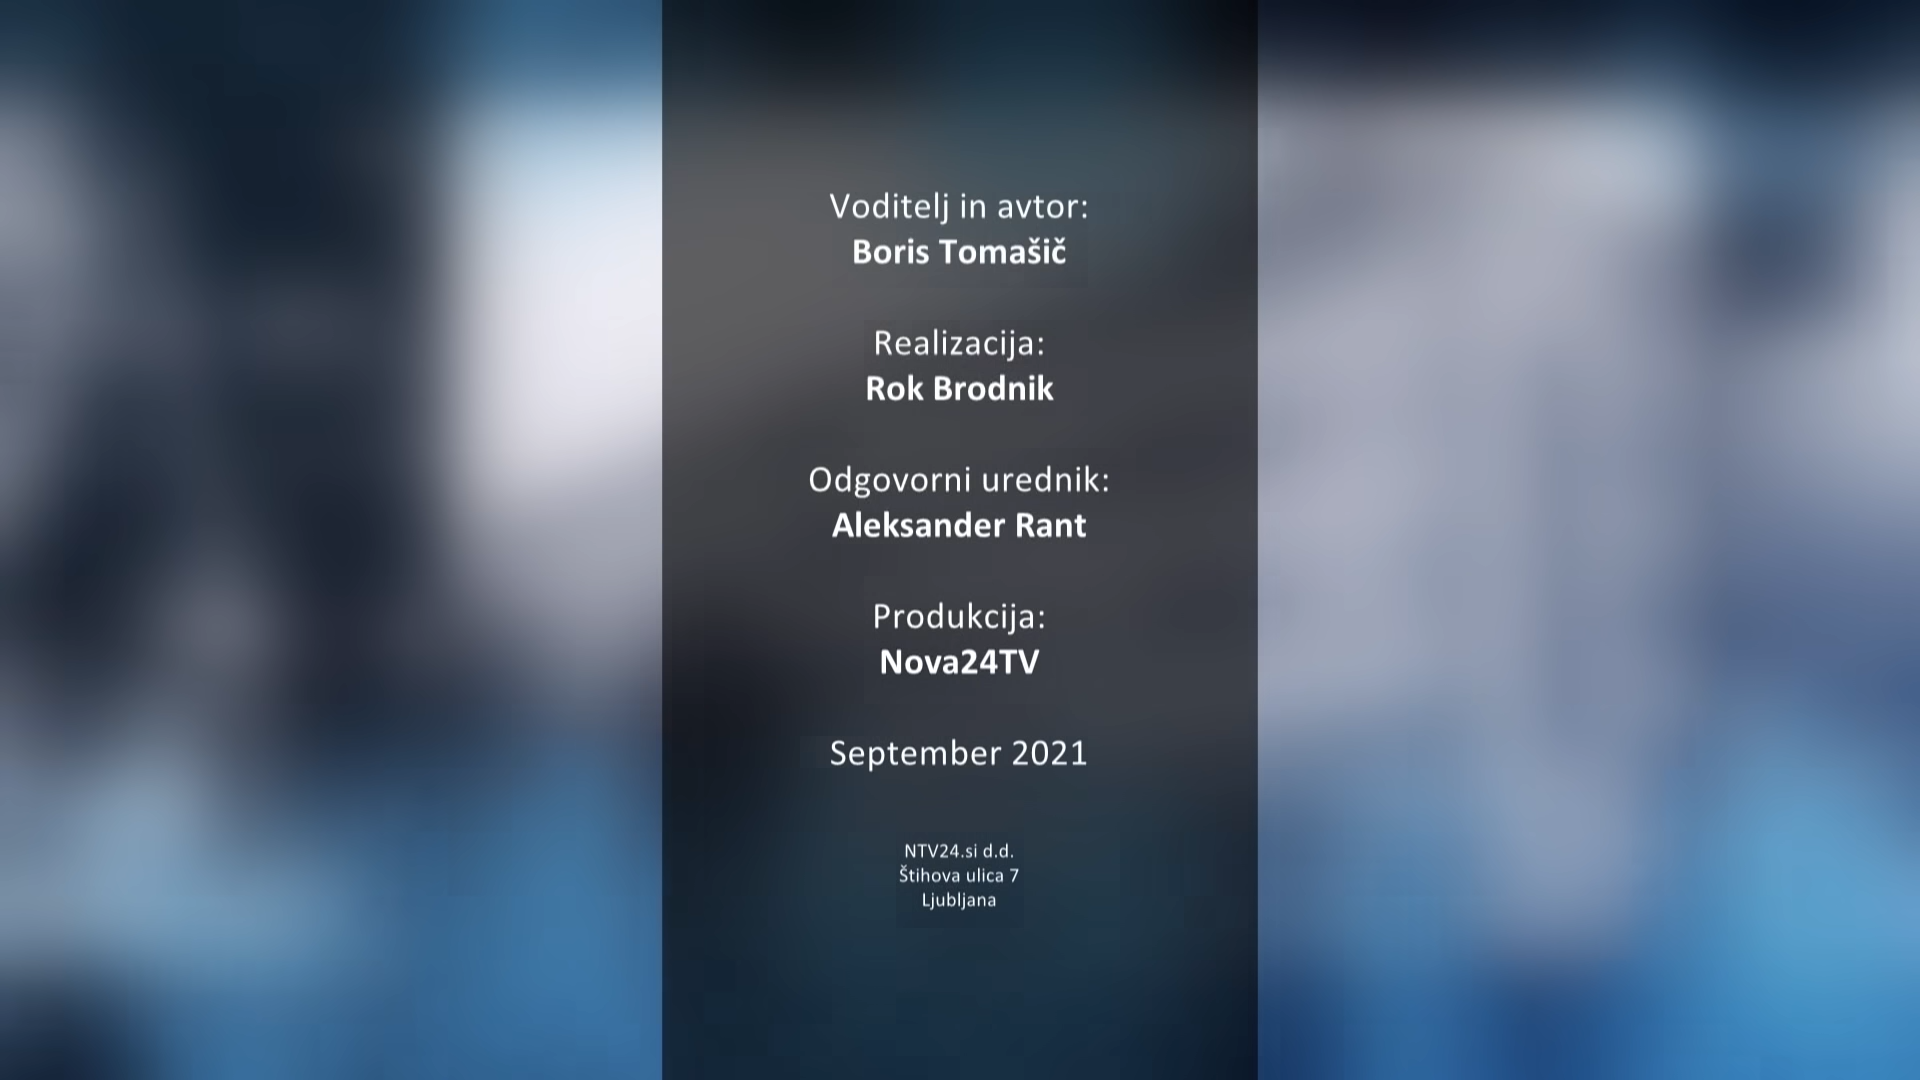 Voditelj in avtor:
Boris Tomašič
Realizacija:
Rok Brodnik
Odgovorni urednik:
Aleksander Rant
Produkcija:
Nova24TV
September 2021
NTV24.si d.d.
Štihova ulica 7
Ljubljana